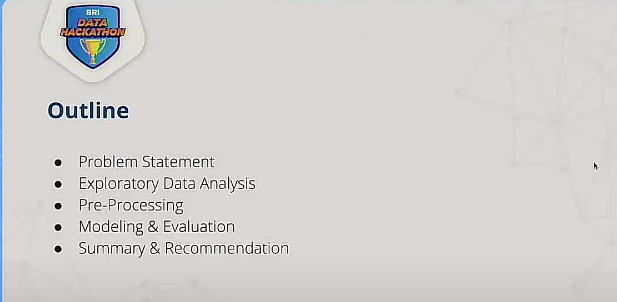 BRI
DATA
HACKATHON
Outline
● Problem Statement
● Exploratory Data Analysis
● Pre-Processing
● Modeling & Evaluation
● Summary & Recommendation